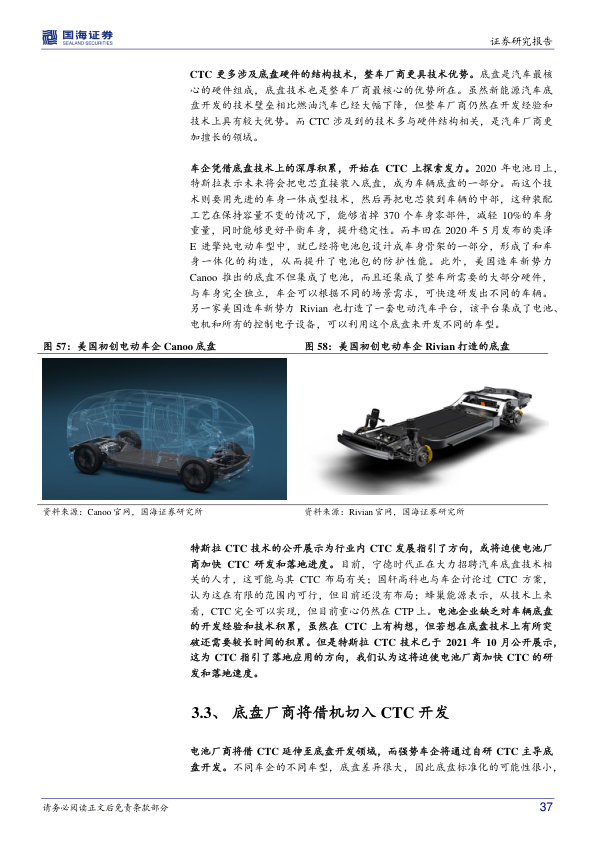 国海证券
SEALAND SECURITIES
证券研究报告
CTC 更多涉及底盘硬件的结构技术，整车厂商更具技术优势。底盘是汽车最核
心的硬件组成，底盘技术也是整车厂商最核心的优势所在。虽然新能源汽车底
盘开发的技术壁垒相比燃油汽车已经大幅下降，但整车厂商仍然在开发经验和
技术上具有较大优势。而 CTC 涉及到的技术多与硬件结构相关，是汽车厂商更
加擅长的领域。
车企凭借底盘技术上的深厚积累，开始在 CTC 上探索发力。2020 年电池日上，
特斯拉表示未来将会把电芯直接装入底盘，成为车辆底盘的一部分。而这个技
术则要用先进的车身一体成型技术，然后再把电芯装到车辆的中部，这种装配
工艺在保持容量不变的情况下，能够省掉 370 个车身零部件，减轻 10%的车身
重量，同时能够更好平衡车身，提升稳定性。而丰田在 2020 年 5 月发布的奕泽
E 进擎纯电动车型中，就已经将电池包设计成车身骨架的一部分，形成了和车
身一体化的构造，从而提升了电池包的防护性能。此外，美国造车新势力
Canoo 推出的底盘不但集成了电池，而且还集成了整车所需要的大部分硬件，
与车身完全独立，车企可以根据不同的场景需求，可快速研发出不同的车辆。
另一家美国造车新势力 Rivian 也打造了一套电动汽车平台，该平台集成了电池、
电机和所有的控制电子设备，可以利用这个底盘来开发不同的车型。
图 57：美国初创电动车企 Canoo 底盘
图 58：美国初创电动车企 Rivian 打造的底盘
资料来源：Canoo 官网，国海证券研究所
资料来源：Rivian 官网，国海证券研究所
特斯拉 CTC 技术的公开展示为行业内 CTC 发展指引了方向，或将迫使电池厂
商加快 CTC 研发和落地进度。目前，宁德时代正在大力招聘汽车底盘技术相
关的人才，这可能与其 CTC 布局有关；国轩高科也与车企讨论过 CTC 方案，
认为这在有限的范围内可行，但目前还没有布局；蜂巢能源表示，从技术上来
看，CTC 完全可以实现，但目前重心仍然在 CTP 上。电池企业缺乏对车辆底盘
的开发经验和技术积累，虽然在 CTC 上有构想，但若想在底盘技术上有所突
破还需要较长时间的积累。但是特斯拉 CTC 技术已于 2021 年 10 月公开展示，
这为 CTC 指引了落地应用的方向，我们认为这将迫使电池厂商加快 CTC 的研
发和落地速度。
3.3、 底盘厂商将借机切入 CTC 开发
电池厂商将借 CTC 延伸至底盘开发领域，而强势车企将通过自研 CTC 主导底
盘开发。不同车企的不同车型，底盘差异很大，因此底盘标准化的可能性很小，
请务必阅读正文后免责条款部分
37